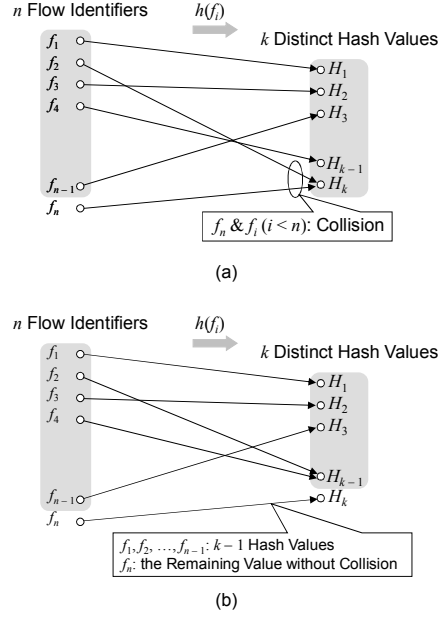 n Flow Identifiers
h(fᵢ)
k Distinct Hash Values
f₁
f₂
f₃
f₄
fₙ₋₁
fₙ
H₁
H₂
H₃
Hₖ₋₁
Hₖ
fₙ & fᵢ (i < n): Collision
(a)
n Flow Identifiers
h(fᵢ)
k Distinct Hash Values
f₁
f₂
f₃
f₄
fₙ₋₁
fₙ
H₁
H₂
H₃
Hₖ₋₁
Hₖ
f₁, f₂, ..., fₙ₋₁: k − 1 Hash Values
fₙ: the Remaining Value without Collision
(b)